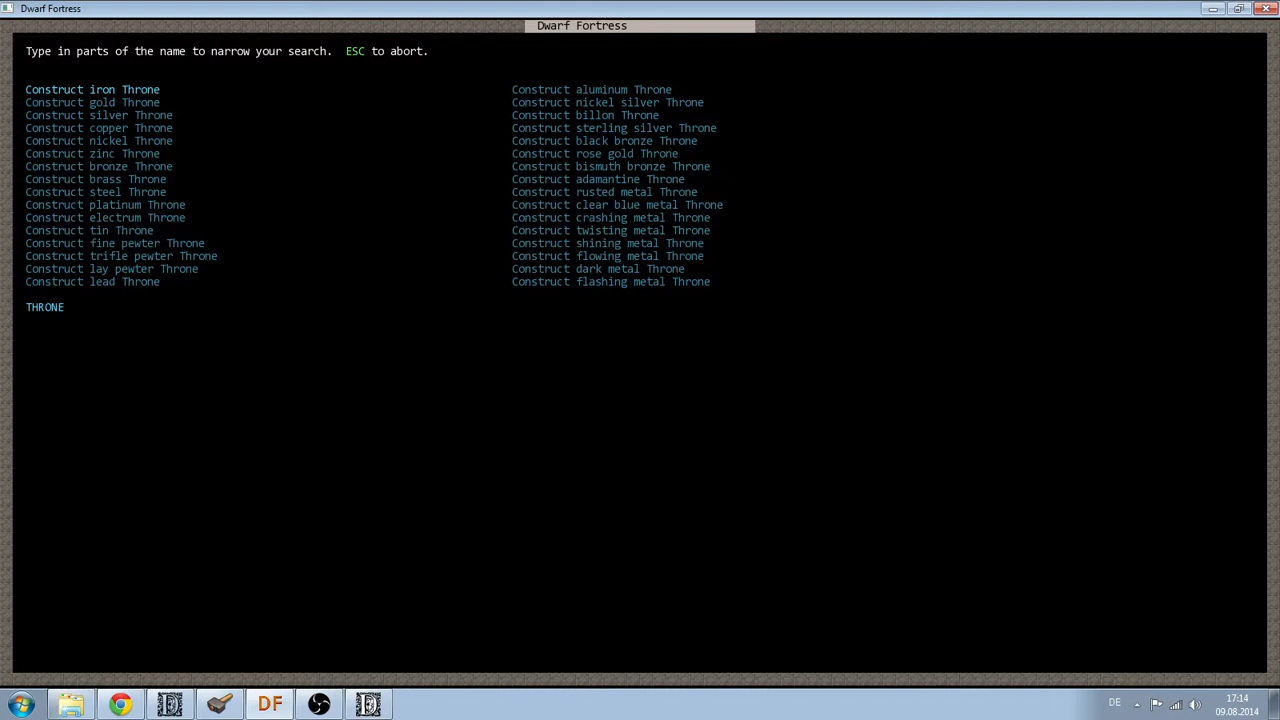 Dwarf Fortress
Dwarf Fortress
Type in parts of the name to narrow your search. ESC to abort.
Construct iron Throne
Construct gold Throne
Construct silver Throne
Construct copper Throne
Construct nickel Throne
Construct zinc Throne
Construct bronze Throne
Construct brass Throne
Construct steel Throne
Construct platinum Throne
Construct electrum Throne
Construct tin Throne
Construct fine pewter Throne
Construct trifle pewter Throne
Construct lay pewter Throne
Construct lead Throne
Construct aluminum Throne
Construct nickel silver Throne
Construct billon Throne
Construct sterling silver Throne
Construct black bronze Throne
Construct rose gold Throne
Construct bismuth bronze Throne
Construct adamantine Throne
Construct rusted metal Throne
Construct clear blue metal Throne
Construct crashing metal Throne
Construct twisting metal Throne
Construct shining metal Throne
Construct flowing metal Throne
Construct dark metal Throne
Construct flashing metal Throne
THRONE
DF
DE
17:14
09.08.2014